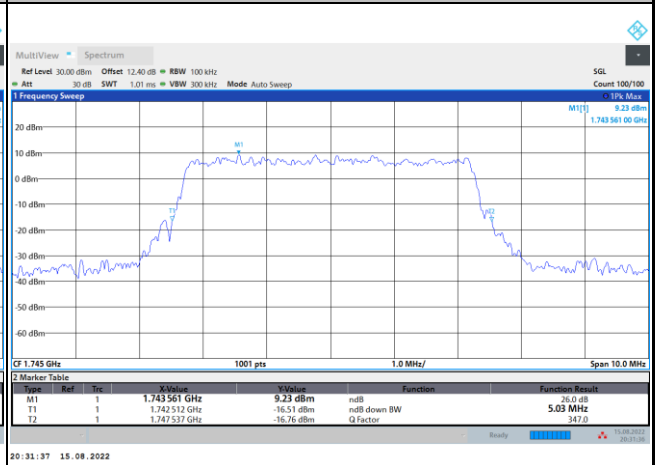 MultiView Spectrum
Ref Level 30.00 dBm Offset 12.40 dB RBW 100 kHz SGL
Att 30 dB SWT 1.01 ms VBW 300 kHz Mode Auto Sweep Count 100/100
1 Frequency Sweep 1Pk Max
M1[1] 9.23 dBm
1.743 561 00 GHz
20 dBm
M1
10 dBm
0 dBm
-10 dBm
T1 T2
-20 dBm
-30 dBm
-40 dBm
-50 dBm
-60 dBm
CF 1.745 GHz 1001 pts 1.0 MHz/ Span 10.0 MHz
2 Marker Table
Type Ref Trc X-Value Y-Value Function Function Result
M1 1 1.743 561 GHz 9.23 dBm ndB 26.0 dB
T1 1 1.742 512 GHz -16.51 dBm ndB down BW 5.03 MHz
T2 1 1.747 537 GHz -16.76 dBm Q Factor 347.0
Ready 15.08.2022
20:31:36
20:31:37 15.08.2022